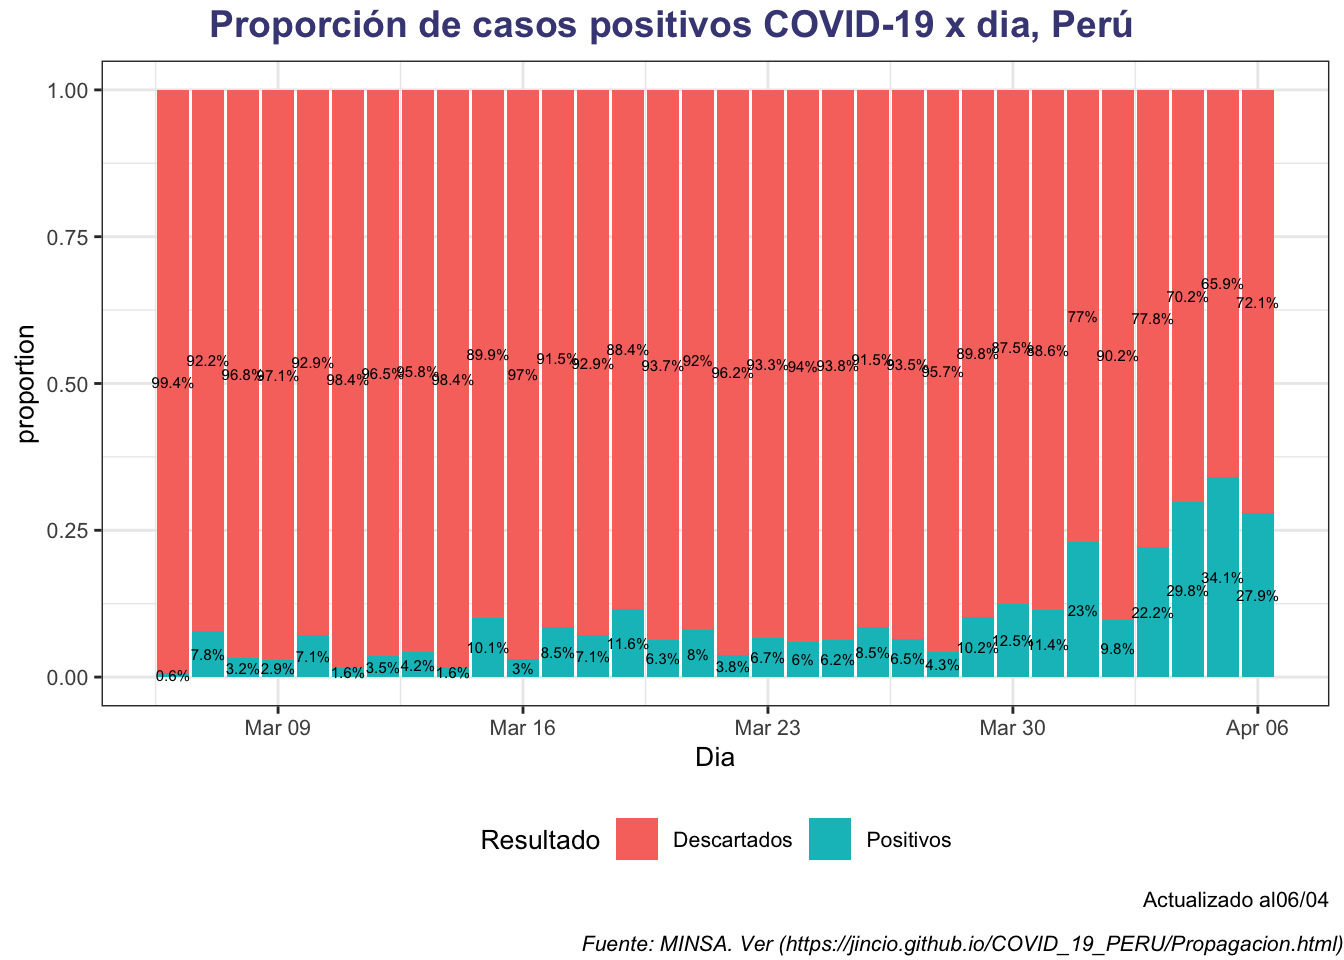 Proporción de casos positivos COVID-19 x dia, Perú
proportion
1.00
0.75
0.50
0.25
0.00
99.4% 92.2% 96.8% 97.1% 92.9% 98.4% 96.5% 95.8% 98.4% 89.9% 97% 91.5% 92.9% 88.4% 93.7% 92% 96.2% 93.3% 94% 93.8% 91.5% 93.5% 95.7% 89.8% 87.5% 88.6% 77% 90.2% 77.8% 70.2% 65.9% 72.1%
0.6% 7.8% 3.2% 2.9% 7.1% 1.6% 3.5% 4.2% 1.6% 10.1% 3% 8.5% 7.1% 11.6% 6.3% 8% 3.8% 6.7% 6% 6.2% 8.5% 6.5% 4.3% 10.2% 12.5% 11.4% 23% 9.8% 22.2% 29.8% 34.1% 27.9%
Mar 09 Mar 16 Mar 23 Mar 30 Apr 06
Dia
Resultado Descartados Positivos
Actualizado al06/04
Fuente: MINSA. Ver (https://jincio.github.io/COVID_19_PERU/Propagacion.html)